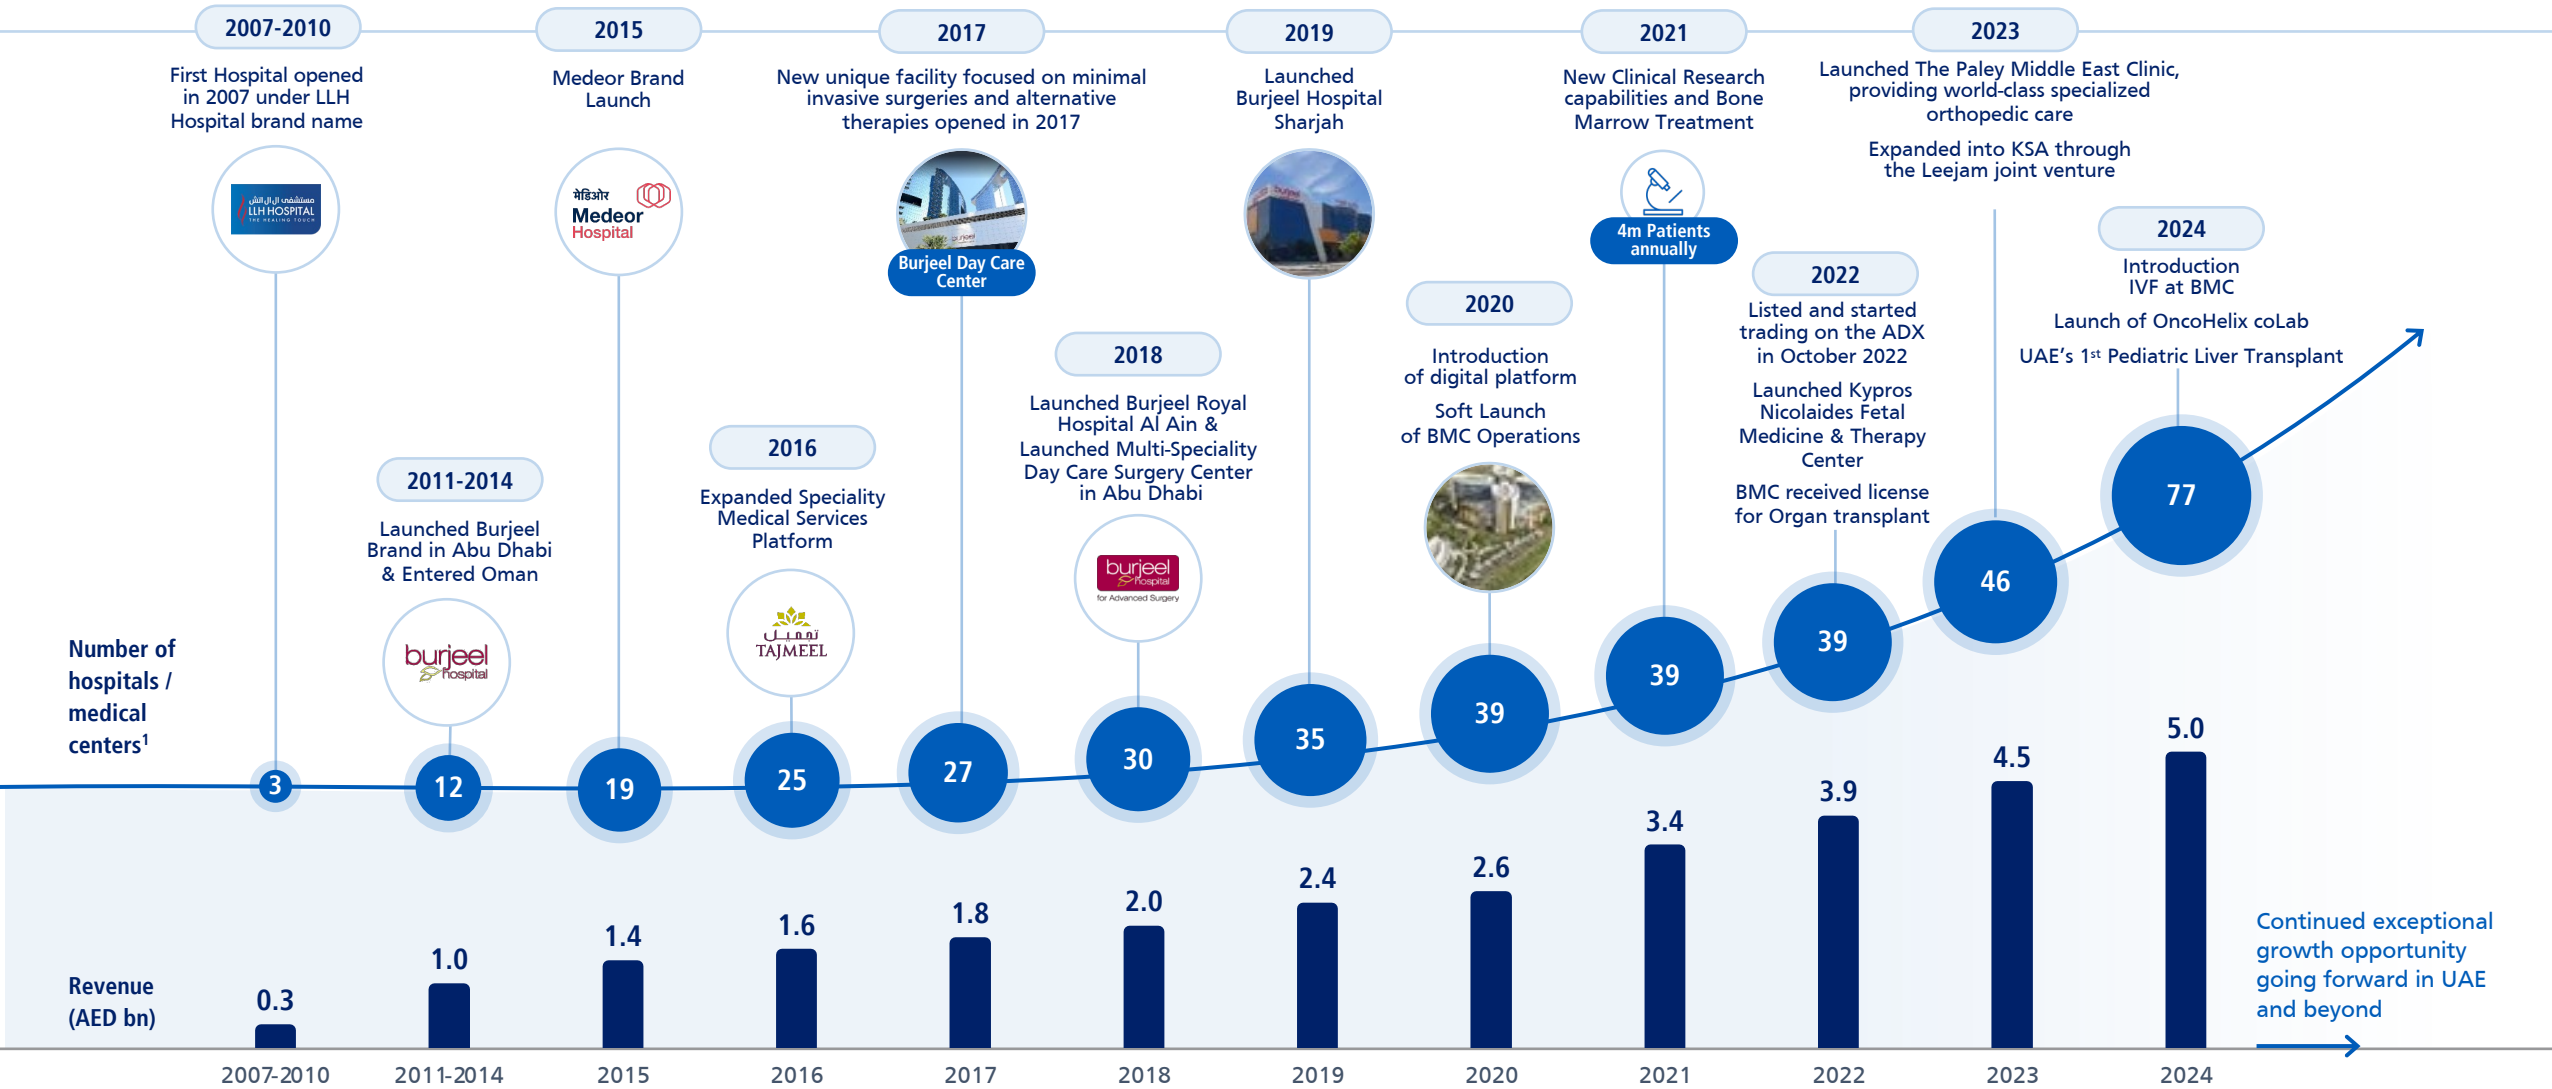 2007-2010
First Hospital opened
in 2007 under LLH
Hospital brand name
مستشفى ال ال اتش
LLH HOSPITAL
THE HEALING TOUCH
2011-2014
Launched Burjeel
Brand in Abu Dhabi
& Entered Oman
burjeel
hospital
2015
Medeor Brand
Launch
मेडिओर
Medeor
Hospital
2016
Expanded Speciality
Medical Services
Platform
تجميل
TAJMEEL
2017
New unique facility focused on minimal
invasive surgeries and alternative
therapies opened in 2017
burjeel
Burjeel Day Care
Center
2018
Launched Burjeel Royal
Hospital Al Ain &
Launched Multi-Speciality
Day Care Surgery Center
in Abu Dhabi
burjeel
hospital
for Advanced Surgery
2019
Launched
Burjeel Hospital
Sharjah
burjeel
2020
Introduction
of digital platform
Soft Launch
of BMC Operations
2021
New Clinical Research
capabilities and Bone
Marrow Treatment
4m Patients
annually
2022
Listed and started
trading on the ADX
in October 2022
Launched Kypros
Nicolaides Fetal
Medicine & Therapy
Center
BMC received license
for Organ transplant
2023
Launched The Paley Middle East Clinic,
providing world-class specialized
orthopedic care
Expanded into KSA through
the Leejam joint venture
2024
Introduction
IVF at BMC
Launch of OncoHelix coLab
UAE's 1st Pediatric Liver Transplant
Number of
hospitals /
medical
centers1
3
12
19
25
27
30
35
39
39
39
46
77
Revenue
(AED bn)
0.3
1.0
1.4
1.6
1.8
2.0
2.4
2.6
3.4
3.9
4.5
5.0
Continued exceptional
growth opportunity
going forward in UAE
and beyond
2007-2010
2011-2014
2015
2016
2017
2018
2019
2020
2021
2022
2023
2024